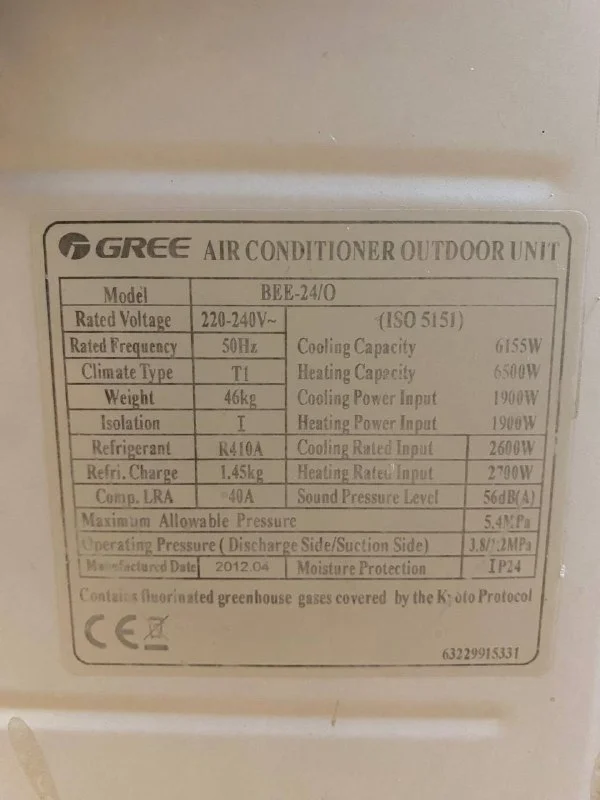 GREE AIR CONDITIONER OUTDOOR UNIT
Model BEE-24/O
Rated Voltage 220-240V~ (ISO 5151)
Rated Frequency 50Hz Cooling Capacity 6155W
Climate Type T1 Heating Capacity 6500W
Weight 46kg Cooling Power Input 1900W
Isolation I Heating Power Input 1900W
Refrigerant R410A Cooling Rated Input 2600W
Refri. Charge 1.45kg Heating Rated Input 2700W
Comp. LRA 40A Sound Pressure Level 56dB(A)
Maximum Allowable Pressure 5.4MPa
Operating Pressure ( Discharge Side/Suction Side) 3.8/1.2MPa
Manufactured Date 2012.04 Moisture Protection IP24
Contains fluorinated greenhouse gases covered by the Kyoto Protocol
CE
63229915331